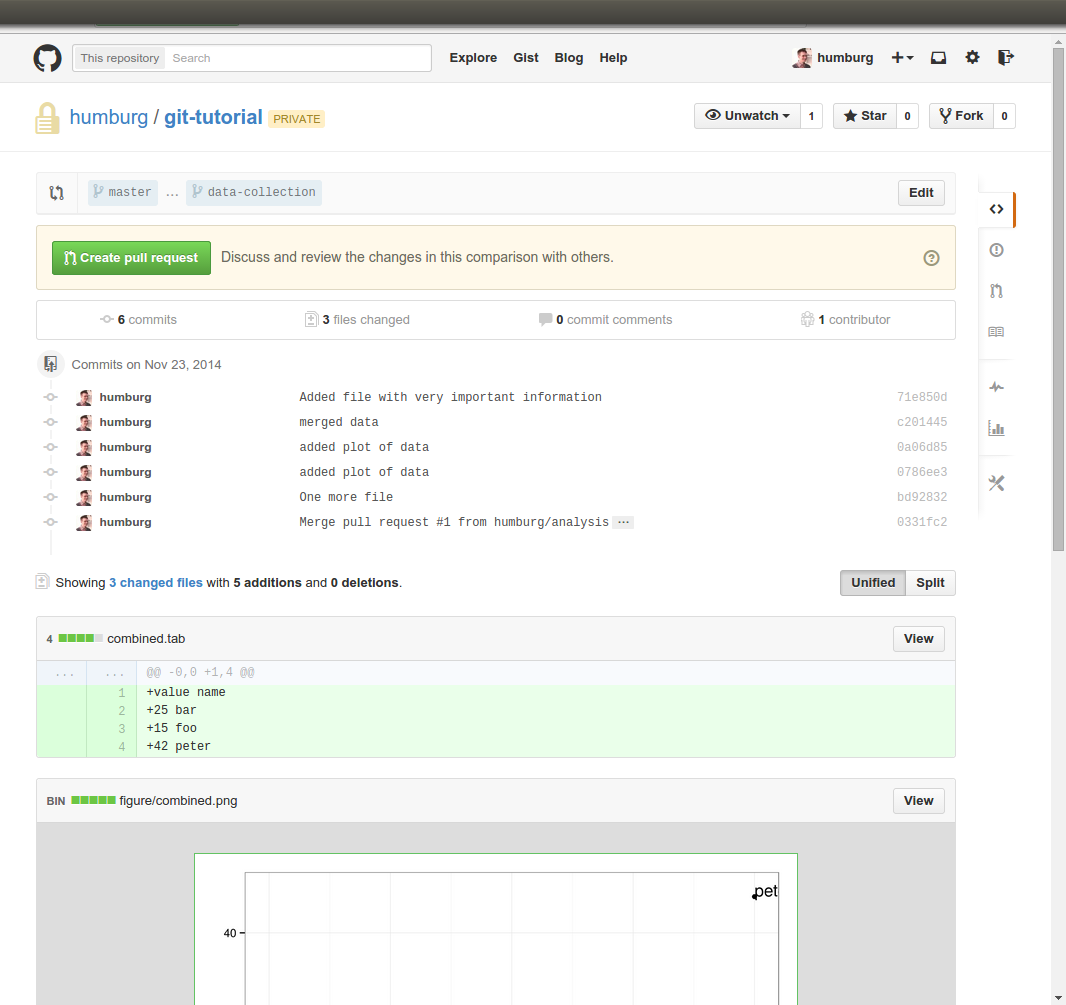 This repository Search Explore Gist Blog Help humburg
humburg / git-tutorial PRIVATE Unwatch 1 Star 0 Fork 0
master ... data-collection Edit
Create pull request Discuss and review the changes in this comparison with others. ?
6 commits 3 files changed 0 commit comments 1 contributor
Commits on Nov 23, 2014
humburg Added file with very important information 71e850d
humburg merged data c201445
humburg added plot of data 0a06d85
humburg added plot of data 0786ee3
humburg One more file bd92832
humburg Merge pull request #1 from humburg/analysis ... 0331fc2
Showing 3 changed files with 5 additions and 0 deletions. Unified Split
4 combined.tab View
... ... @@ -0,0 +1,4 @@
1 +value name
2 +25 bar
3 +15 foo
4 +42 peter
BIN figure/combined.png View
pet
40